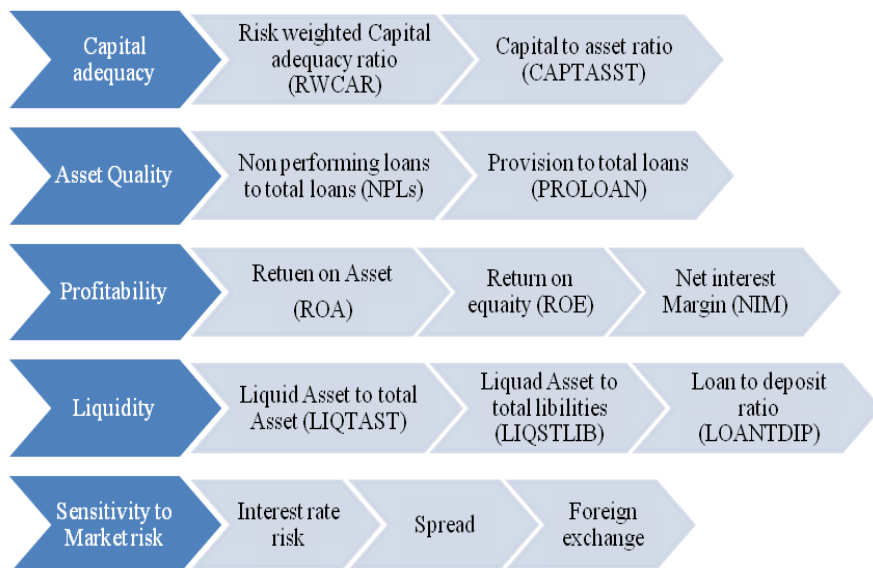 Capital
adequacy
Risk weighted Capital
adequacy ratio
(RWCAR)
Capital to asset ratio
(CAPTASST)
Asset Quality
Non performing loans
to total loans (NPLs)
Provision to total loans
(PROLOAN)
Profitability
Retuen on Asset
(ROA)
Return on
equity (ROE)
Net interest
Margin (NIM)
Liquidity
Liquid Asset to total
Asset (LIQTAST)
Liquad Asset to
total libilities
(LIQSTLIB)
Loan to deposit
ratio
(LOANTDIP)
Sensitivity to
Market risk
Interest rate
risk
Spread
Foreign
exchange